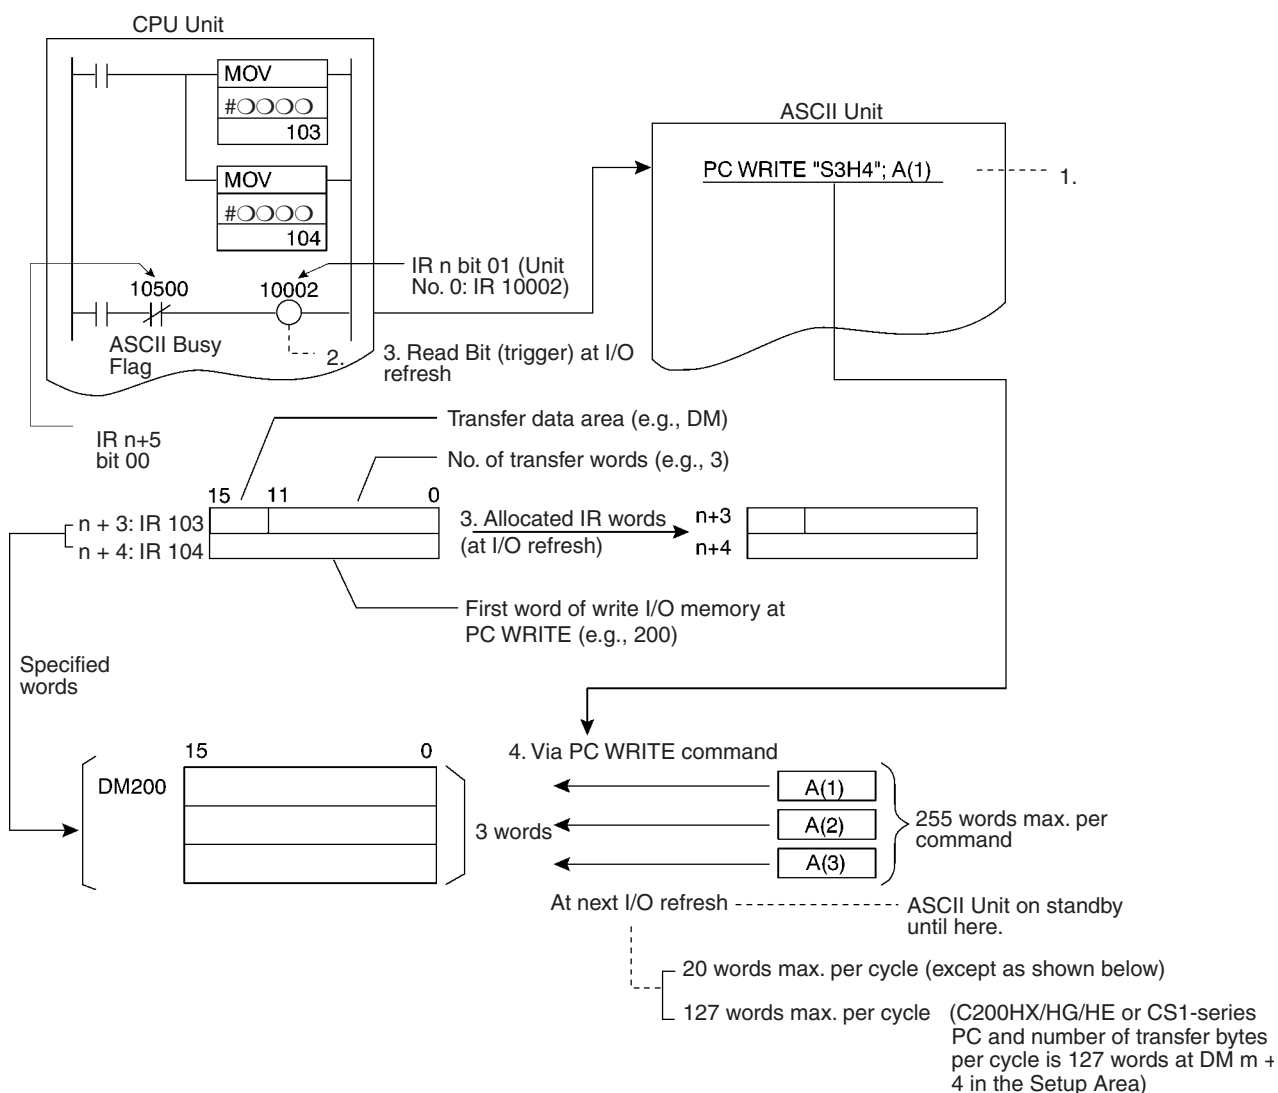 CPU Unit
MOV
#○○○○
103
MOV
#○○○○
104
ASCII Unit
PC WRITE "S3H4"; A(1)
1.
IR n bit 01 (Unit
No. 0: IR 10002)
10500
10002
ASCII Busy
Flag
2.
3. Read Bit (trigger) at I/O
refresh
IR n+5
bit 00
Transfer data area (e.g., DM)
No. of transfer words (e.g., 3)
15 11 0
n + 3: IR 103
n + 4: IR 104
3. Allocated IR words
(at I/O refresh)
n+3
n+4
First word of write I/O memory at
PC WRITE (e.g., 200)
Specified
words
15 0
DM200
3 words
4. Via PC WRITE command
A(1)
A(2)
A(3)
255 words max. per
command
At next I/O refresh
ASCII Unit on standby
until here.
20 words max. per cycle (except as shown below)
127 words max. per cycle (C200HX/HG/HE or CS1-series
PC and number of transfer bytes
per cycle is 127 words at DM m +
4 in the Setup Area)